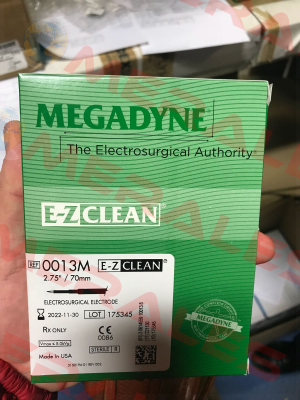 MEGADYNE®
The Electrosurgical Authority®
E-Z CLEAN®
REF 0013M E-Z CLEAN®
2.75" / 70mm
ELECTROSURGICAL ELECTRODE
2022-11-30 LOT 175345
Rx ONLY CE
0086
STERILE R
MADE IN USA
MEGADYNE